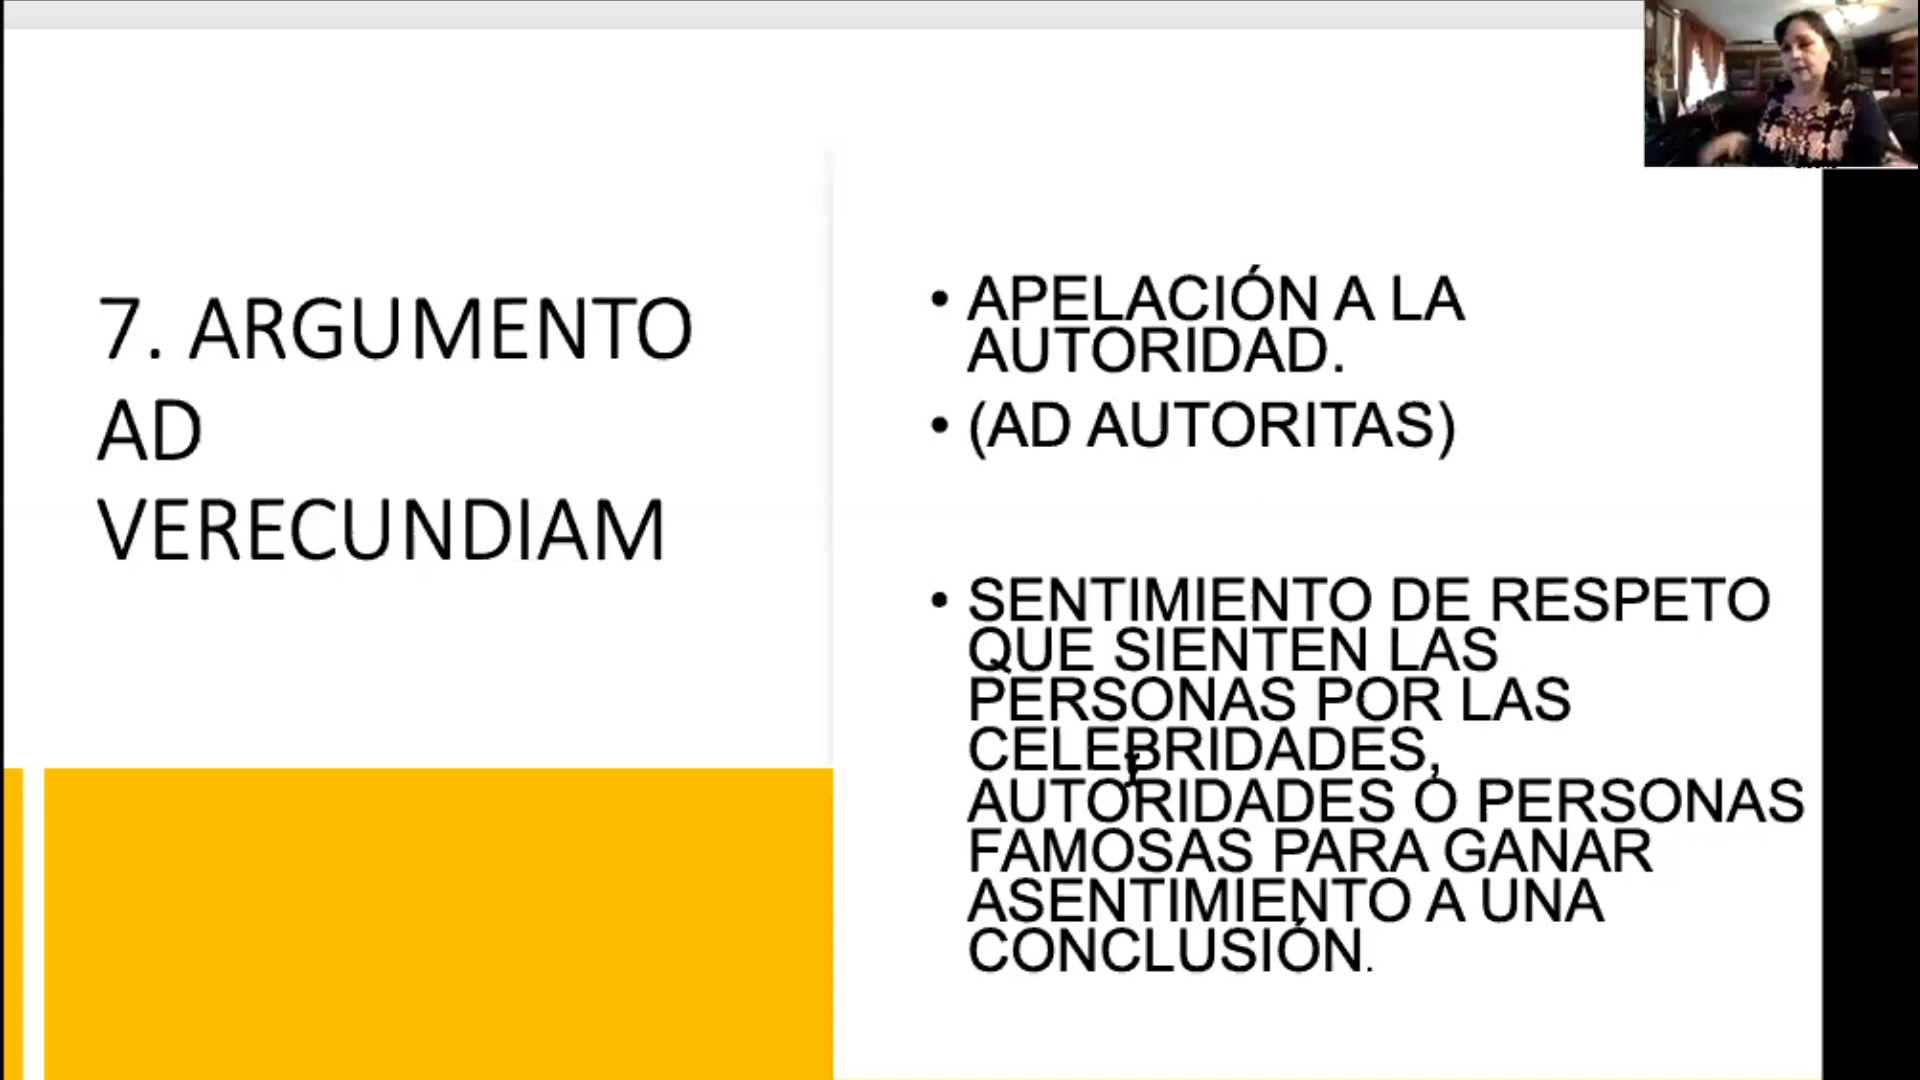 7. ARGUMENTO
AD
VERECUNDIAM
• APELACIÓN A LA
AUTORIDAD.
• (AD AUTORITAS)
• SENTIMIENTO DE RESPETO
QUE SIENTEN LAS
PERSONAS POR LAS
CELEBRIDADES,
AUTORIDADES O PERSONAS
FAMOSAS PARA GANAR
ASENTIMIENTO A UNA
CONCLUSIÓN.